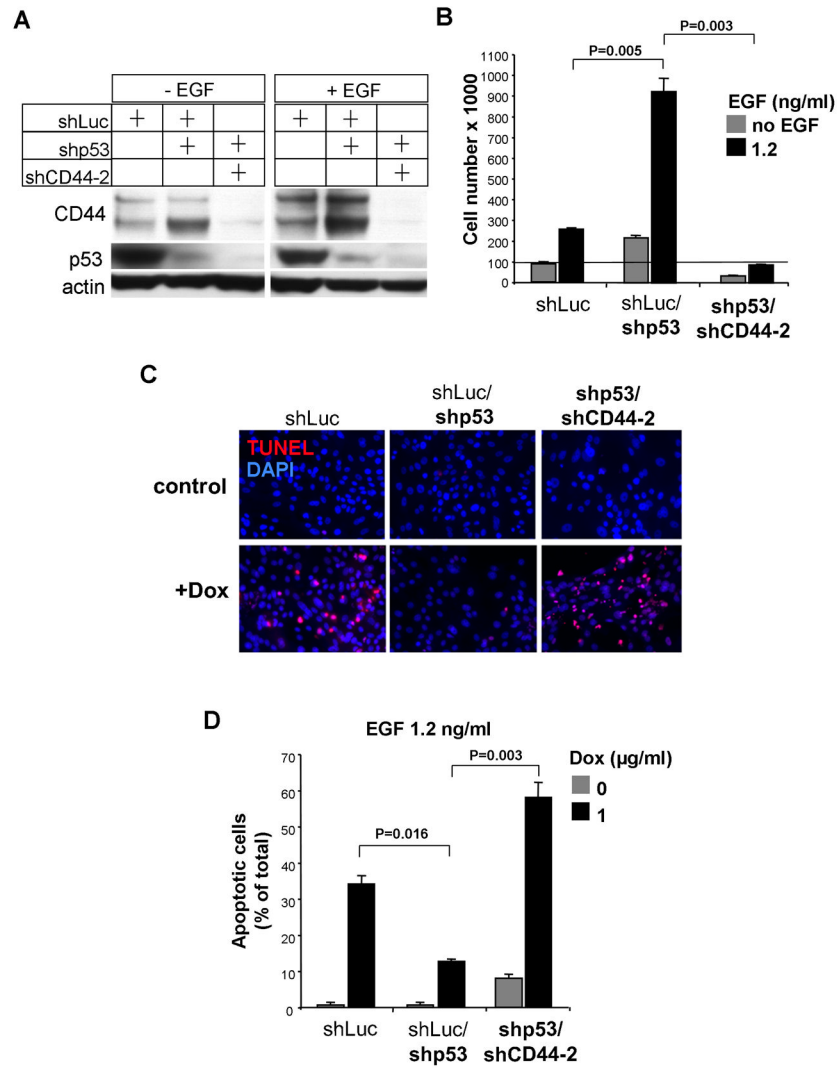 A
- EGF
+ EGF
shLuc + + + +
shp53 + + + +
shCD44-2 + +
CD44
p53
actin
B
P=0.003
P=0.005
1100
1000
900
800
700
600
500
400
300
200
100
100
0
Cell number x 1000
EGF (ng/ml)
no EGF
1.2
shLuc
shLuc/
shp53
shp53/
shCD44-2
C
shLuc
shLuc/
shp53
shp53/
shCD44-2
TUNEL
DAPI
control
+Dox
D
EGF 1.2 ng/ml
P=0.003
P=0.016
70
60
50
40
30
20
10
0
Apoptotic cells
(% of total)
Dox (µg/ml)
0
1
shLuc
shLuc/
shp53
shp53/
shCD44-2